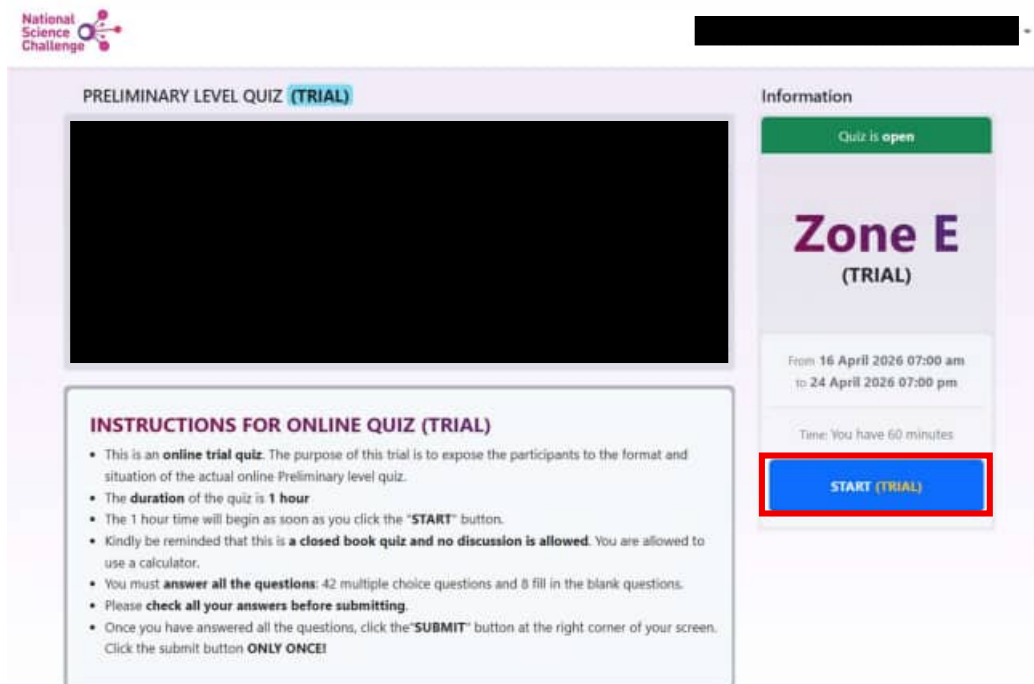 National
Science
Challenge
PRELIMINARY LEVEL QUIZ (TRIAL)
Information
Quiz is open
Zone E
(TRIAL)
From 16 April 2026 07:00 am
to 24 April 2026 07:00 pm
Time: You have 60 minutes
START (TRIAL)
INSTRUCTIONS FOR ONLINE QUIZ (TRIAL)
• This is an online trial quiz. The purpose of this trial is to expose the participants to the format and
situation of the actual online Preliminary level quiz.
• The duration of the quiz is 1 hour
• The 1 hour time will begin as soon as you click the "START" button.
• Kindly be reminded that this is a closed book quiz and no discussion is allowed. You are allowed to
use a calculator.
• You must answer all the questions: 42 multiple choice questions and 8 fill in the blank questions.
• Please check all your answers before submitting.
• Once you have answered all the questions, click the"SUBMIT" button at the right corner of your screen.
Click the submit button ONLY ONCE!